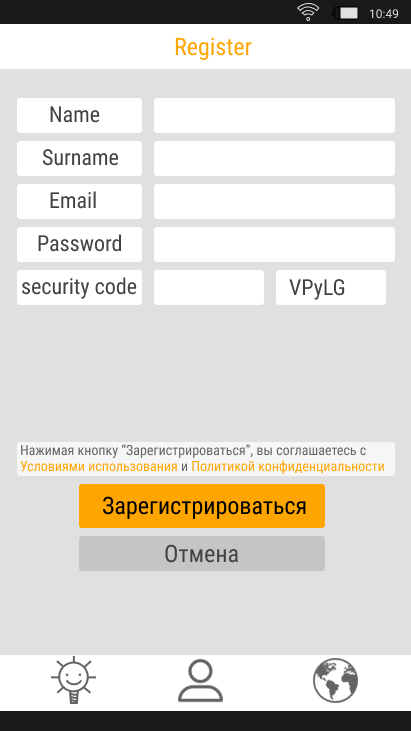 10:49
Register
Name
Surname
Email
Password
security code VPyLG
Нажимая кнопку “Зарегистрироваться”, вы соглашаетесь с
Условиями использования и Политикой конфиденциальности
Зарегистрироваться
Отмена